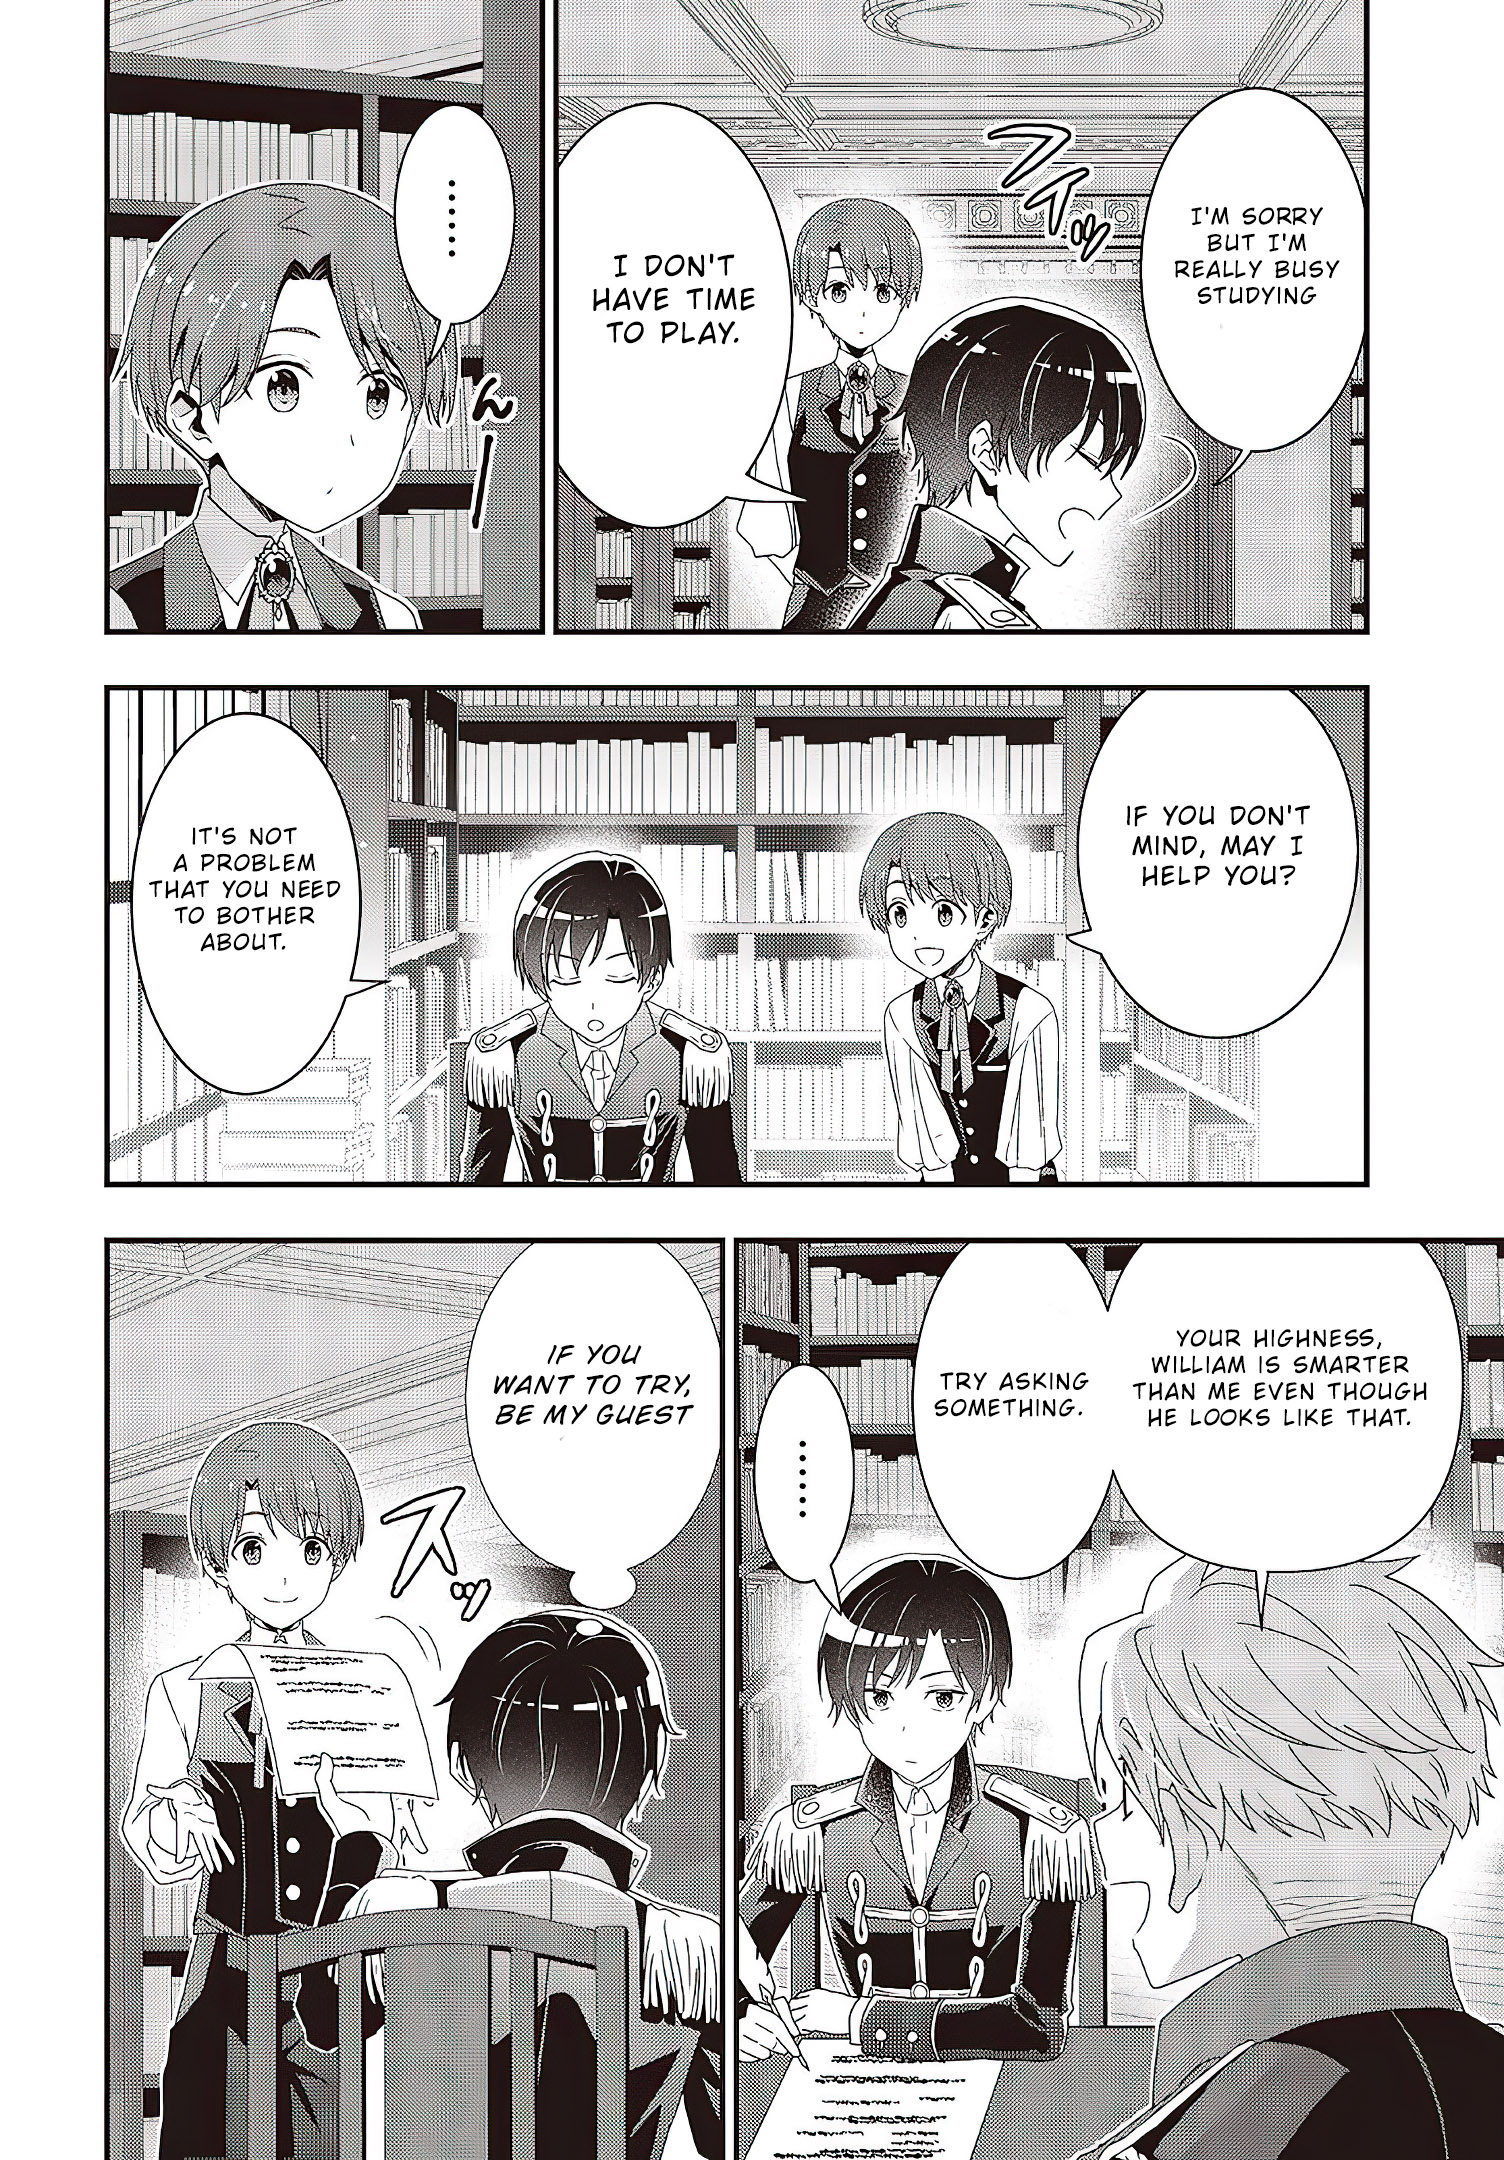 I'M SORRY
BUT I'M
REALLY BUSY
STUDYING
フイッ
I DON'T
HAVE TIME
TO PLAY.
......
んー
IF YOU DON'T
MIND, MAY I
HELP YOU?
IT'S NOT
A PROBLEM
THAT YOU NEED
TO BOTHER
ABOUT.
YOUR HIGHNESS,
WILLIAM IS SMARTER
THAN ME EVEN THOUGH
HE LOOKS LIKE THAT.
TRY ASKING
SOMETHING.
......
IF YOU
WANT TO TRY,
BE MY GUEST
スッ